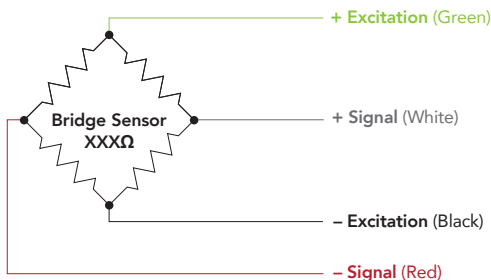 + Excitation (Green)
Bridge Sensor
XXXΩ
+ Signal (White)
– Excitation (Black)
– Signal (Red)